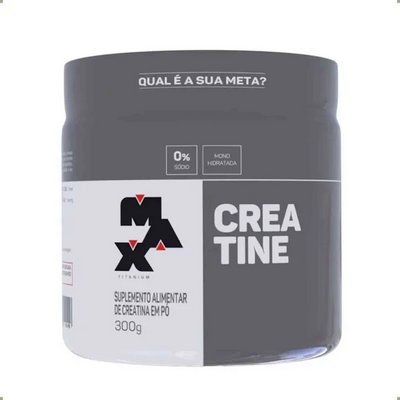 QUAL É A SUA META?
0%
SÓDIO
MONO
HIDRATADA
MAX
TITANIUM
CREA
TINE
SUPLEMENTO ALIMENTAR
DE CREATINA EM PÓ
300g